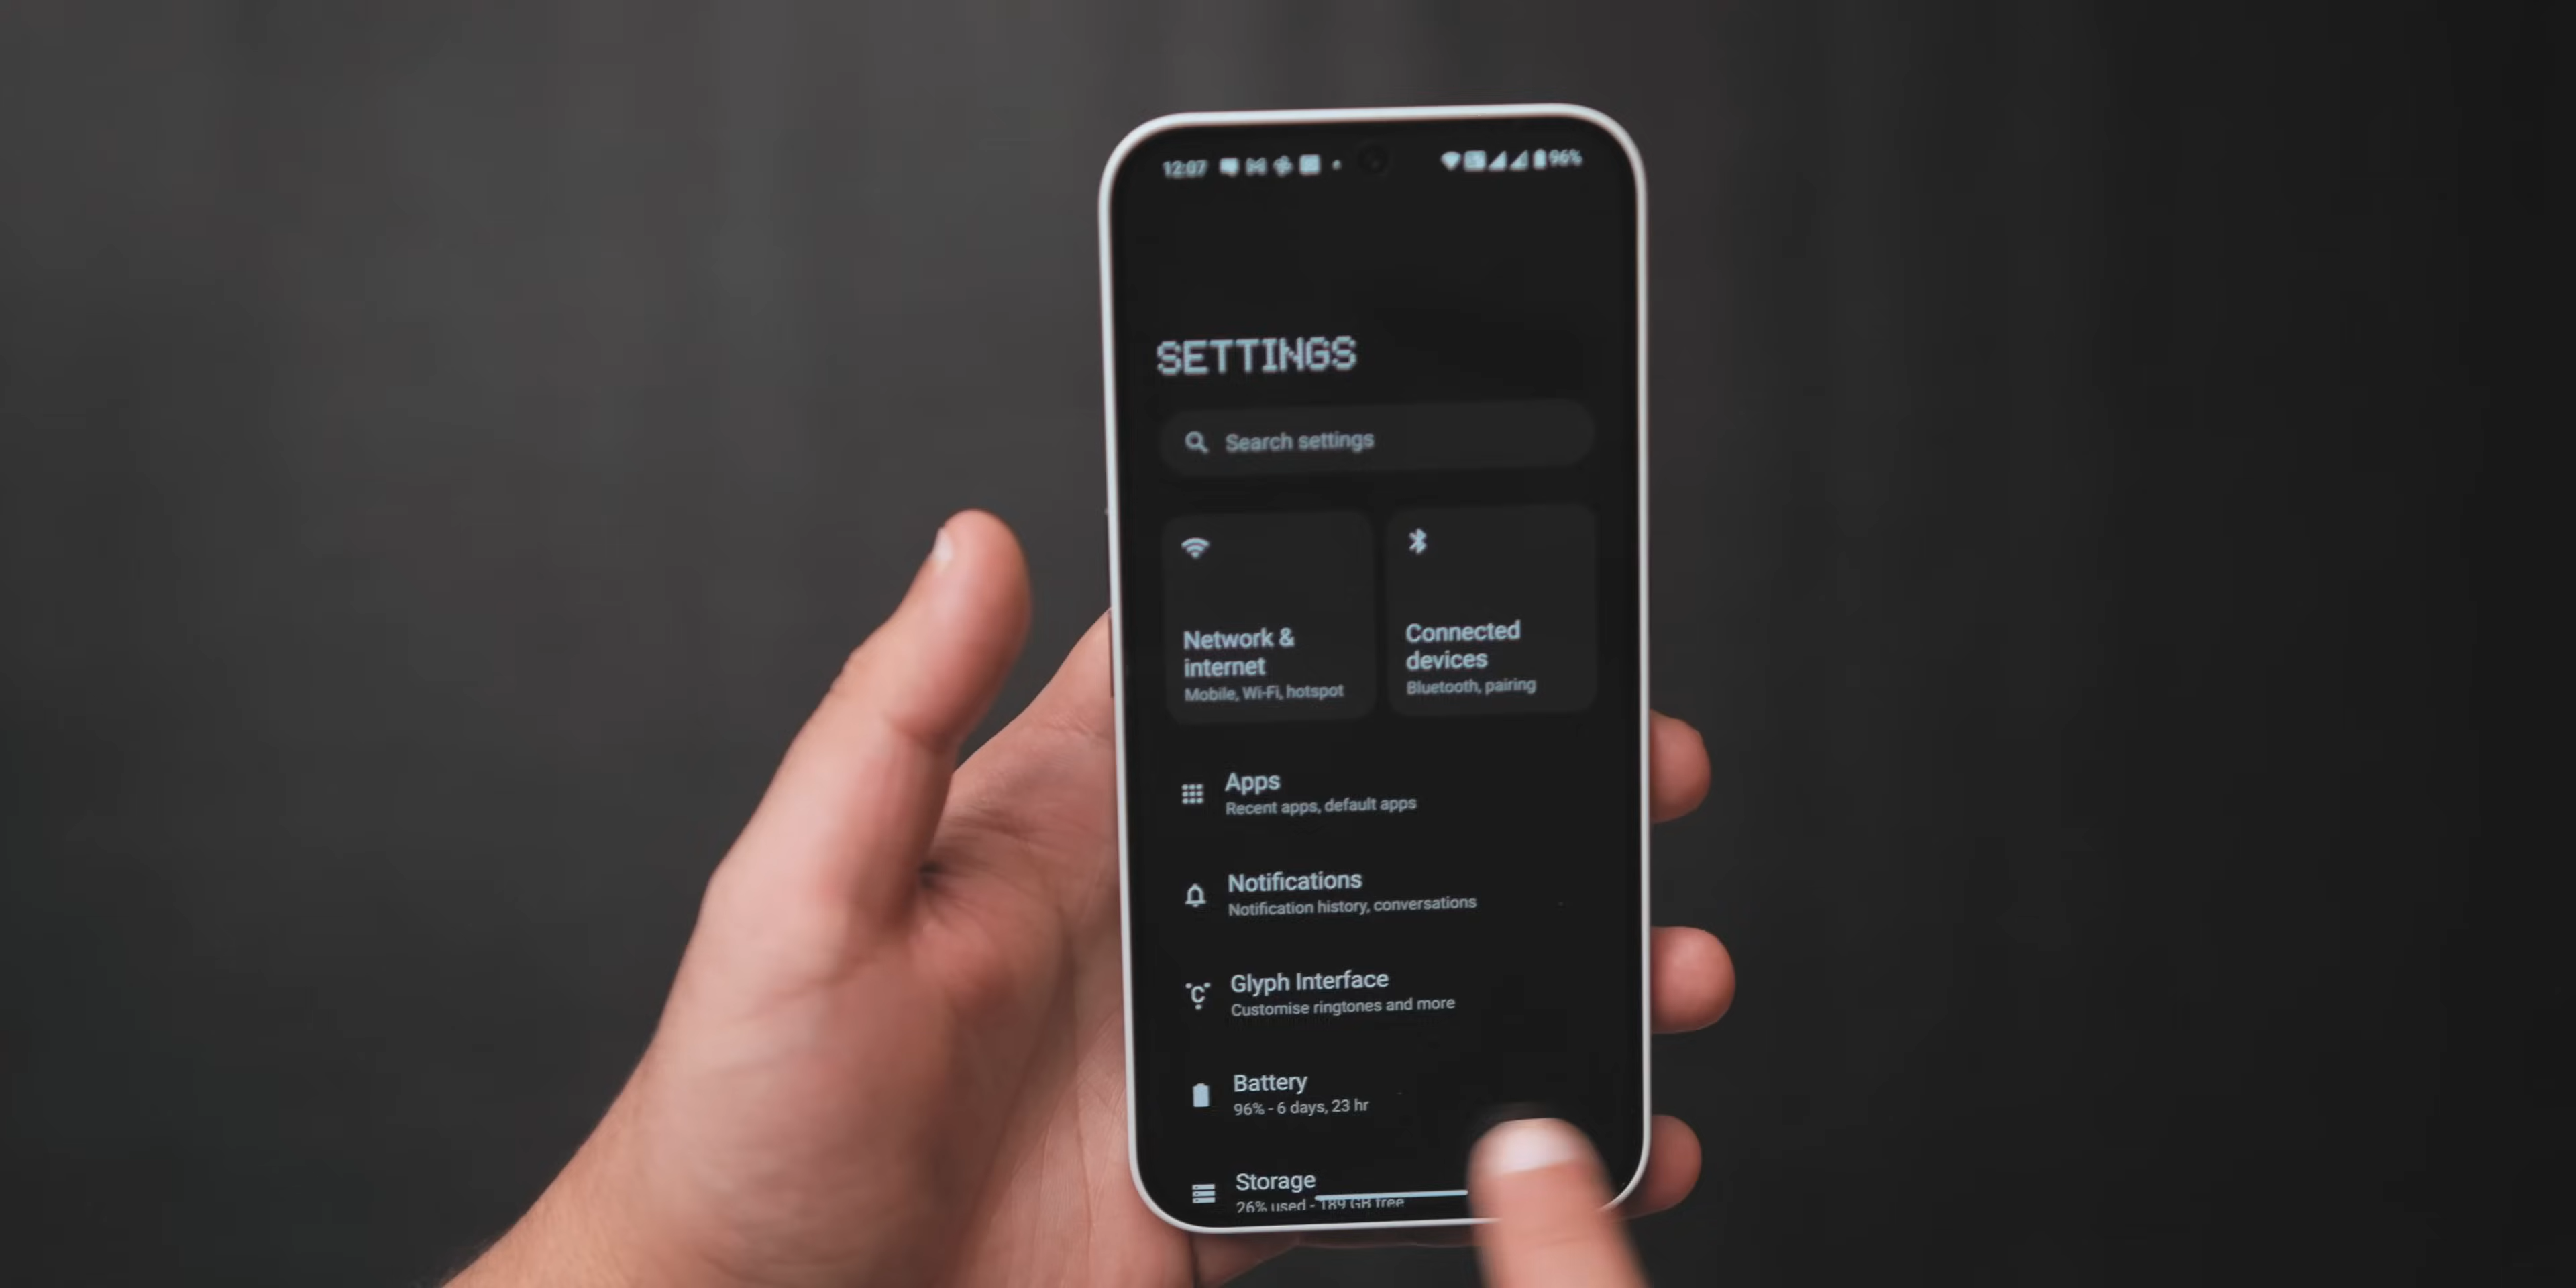 12:07
96%
SETTINGS
Search settings
Network &
internet
Mobile, Wi-Fi, hotspot
Connected
devices
Bluetooth, pairing
Apps
Recent apps, default apps
Notifications
Notification history, conversations
Glyph Interface
Customise ringtones and more
Battery
96% - 6 days, 23 hr
Storage
26% used - 189 GB free